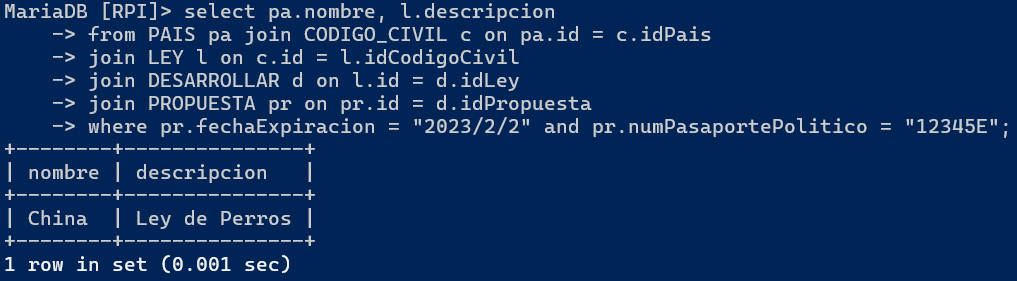 MariaDB [RPI]> select pa.nombre, l.descripcion
    -> from PAIS pa join CODIGO_CIVIL c on pa.id = c.idPais
    -> join LEY l on c.id = l.idCodigoCivil
    -> join DESARROLLAR d on l.id = d.idLey
    -> join PROPUESTA pr on pr.id = d.idPropuesta
    -> where pr.fechaExpiracion = "2023/2/2" and pr.numPasaportePolitico = "12345E";
+--------+---------------+
| nombre | descripcion   |
+--------+---------------+
| China  | Ley de Perros |
+--------+---------------+
1 row in set (0.001 sec)